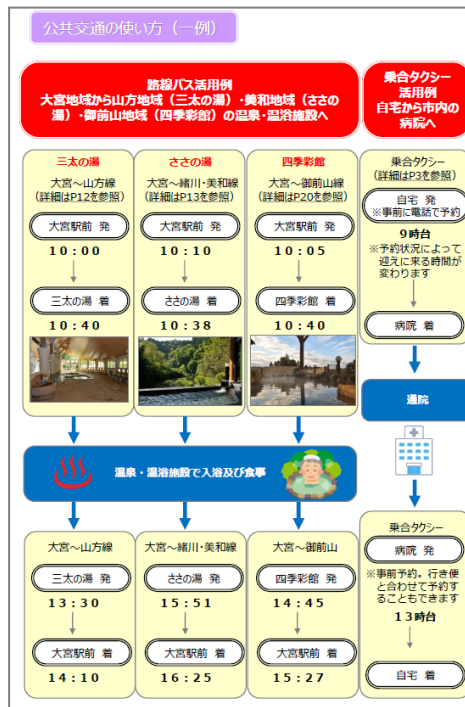 公共交通の使い方（一例）
路線バス活用例
大宮地域から山方地域（三太の湯）・美和地域（ささの
湯）・御前山地域（四季彩館）の温泉・温浴施設へ
乗合タクシー
活用例
自宅から市内の
病院へ
三太の湯
大宮～山方線
（詳細はP12を参照）
大宮駅前 発
10：00
三太の湯 着
10：40
ささの湯
大宮～緒川・美和線
（詳細はP13を参照）
大宮駅前 発
10：10
ささの湯 着
10：38
四季彩館
大宮～御前山線
（詳細はP20を参照）
大宮駅前 発
10：05
四季彩館 着
10：40
乗合タクシー
（詳細はP3を参照）
自宅 発
※事前に電話で予約
9時台
※予約状況によって
迎えに来る時間が
変わります
病院 着
温泉・温浴施設で入浴及び食事
通院
大宮～山方線
三太の湯 発
13：30
大宮駅前 着
14：10
大宮～緒川・美和線
ささの湯 発
15：51
大宮駅前 着
16：25
大宮～御前山
四季彩館 発
14：45
大宮駅前 着
15：27
乗合タクシー
病院 発
※事前予約。行き便
と合わせて予約す
ることもできます
13時台
自宅 着